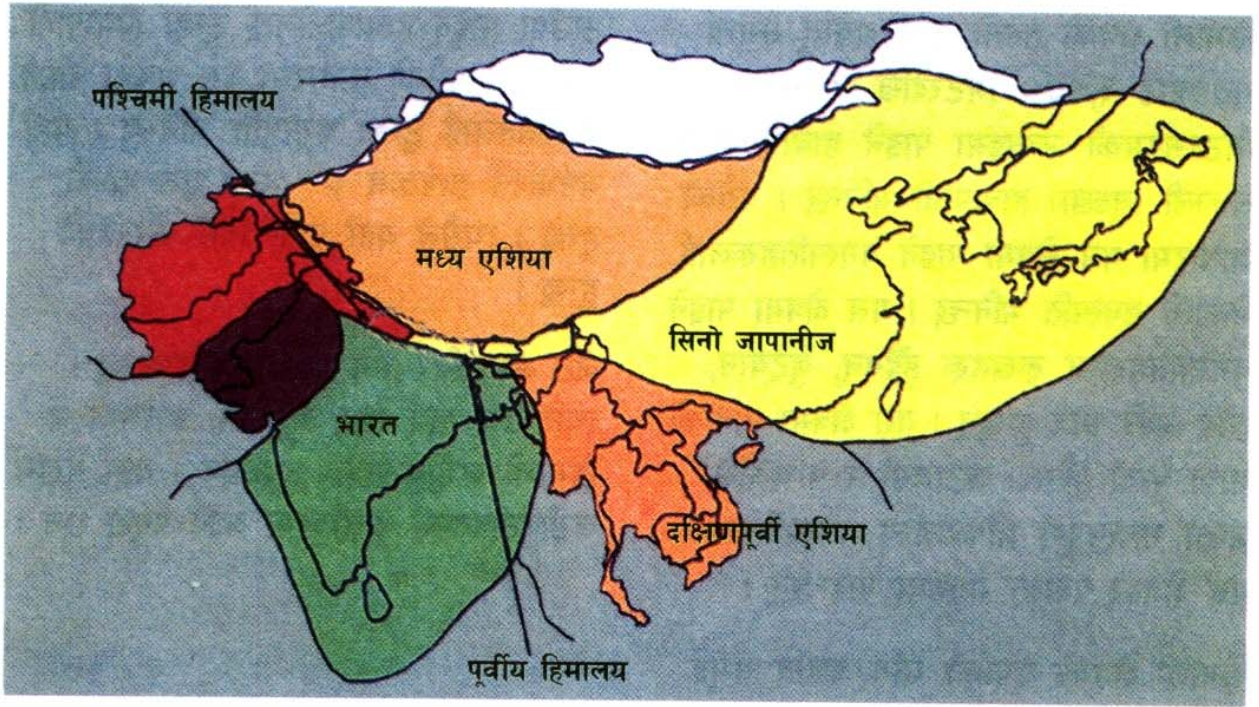 पश्चिमी हिमालय
मध्य एशिया
सिनो जापानीज
भारत
दक्षिणपूर्वी एशिया
पूर्वीय हिमालय